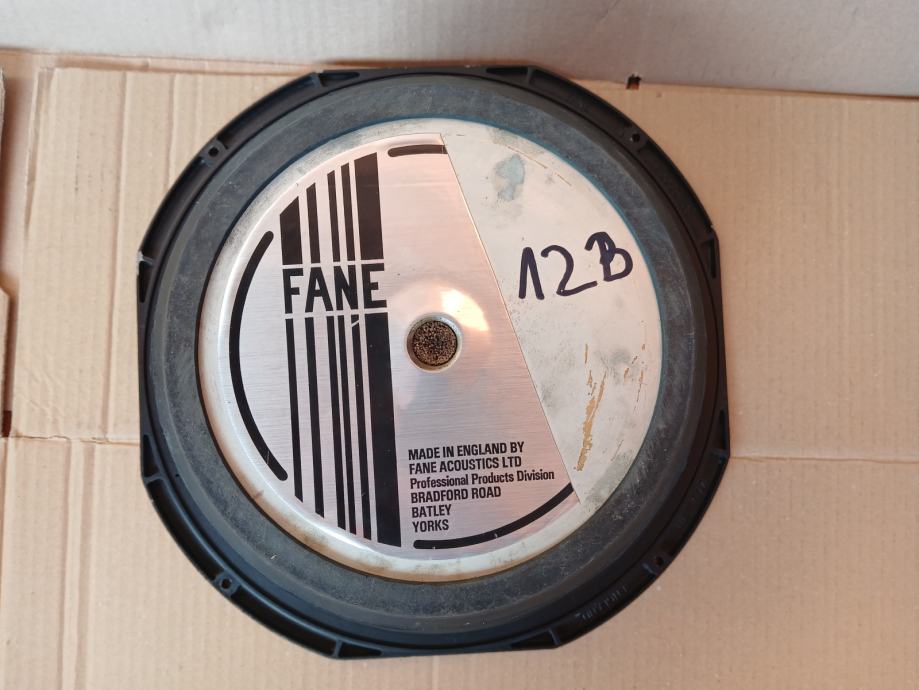 12B
FANE
MADE IN ENGLAND BY
FANE ACOUSTICS LTD
Professional Products Division
BRADFORD ROAD
BATLEY
YORKS